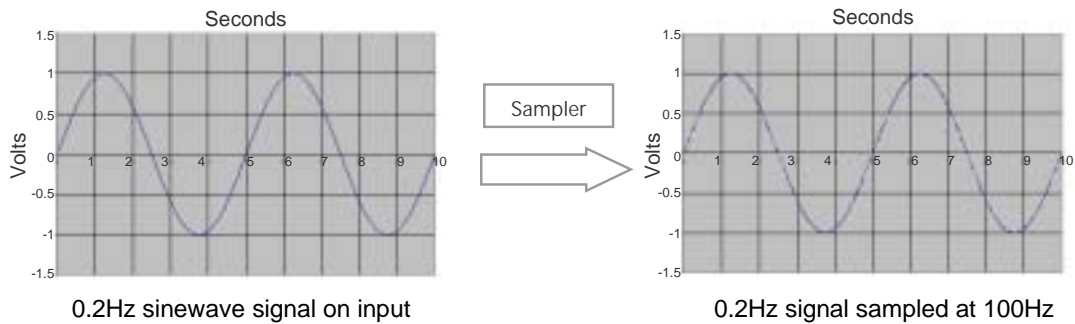 Seconds
1.5
1
0.5
0
-0.5
-1
-1.5
Volts
1 2 3 4 5 6 7 8 9 10
0.2Hz sinewave signal on input
Sampler
Seconds
1.5
1
0.5
0
-0.5
-1
-1.5
Volts
1 2 3 4 5 6 7 8 9 10
0.2Hz signal sampled at 100Hz